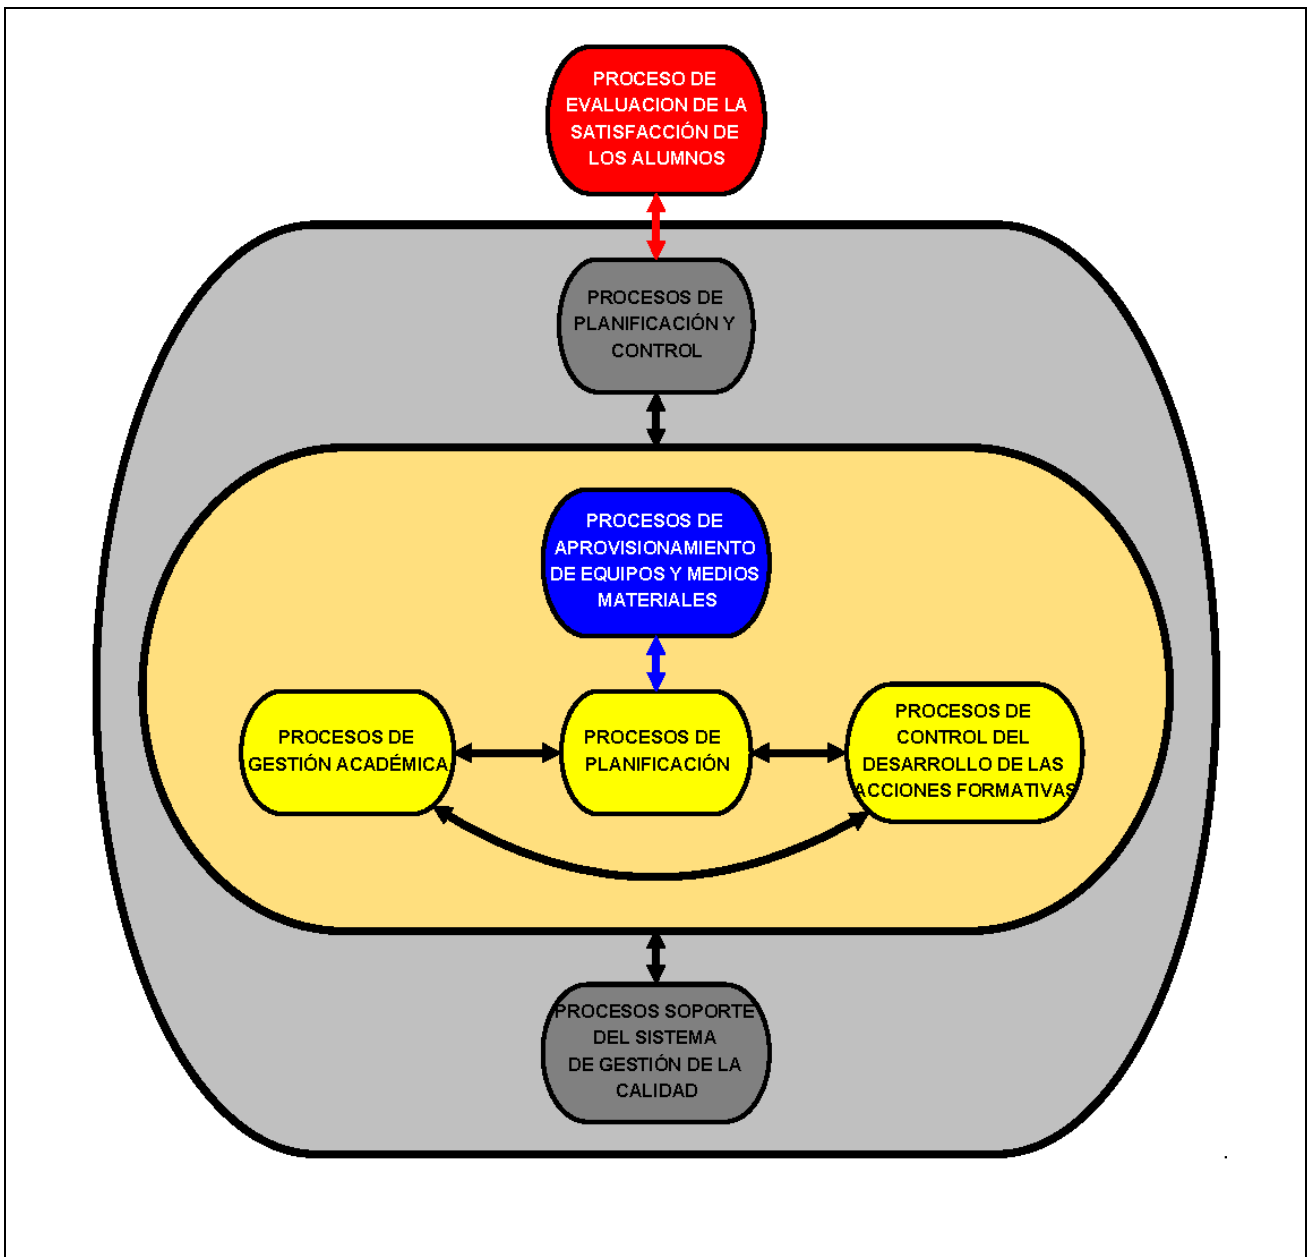 PROCESO DE
EVALUACION DE LA
SATISFACCIÓN DE
LOS ALUMNOS
PROCESOS DE
PLANIFICACIÓN Y
CONTROL
PROCESOS DE
APROVISIONAMIENTO
DE EQUIPOS Y MEDIOS
MATERIALES
PROCESOS DE
GESTIÓN ACADÉMICA
PROCESOS DE
PLANIFICACIÓN
PROCESOS DE
CONTROL DEL
DESARROLLO DE LAS
ACCIONES FORMATIVAS
PROCESOS SOPORTE
DEL SISTEMA
DE GESTIÓN DE LA
CALIDAD